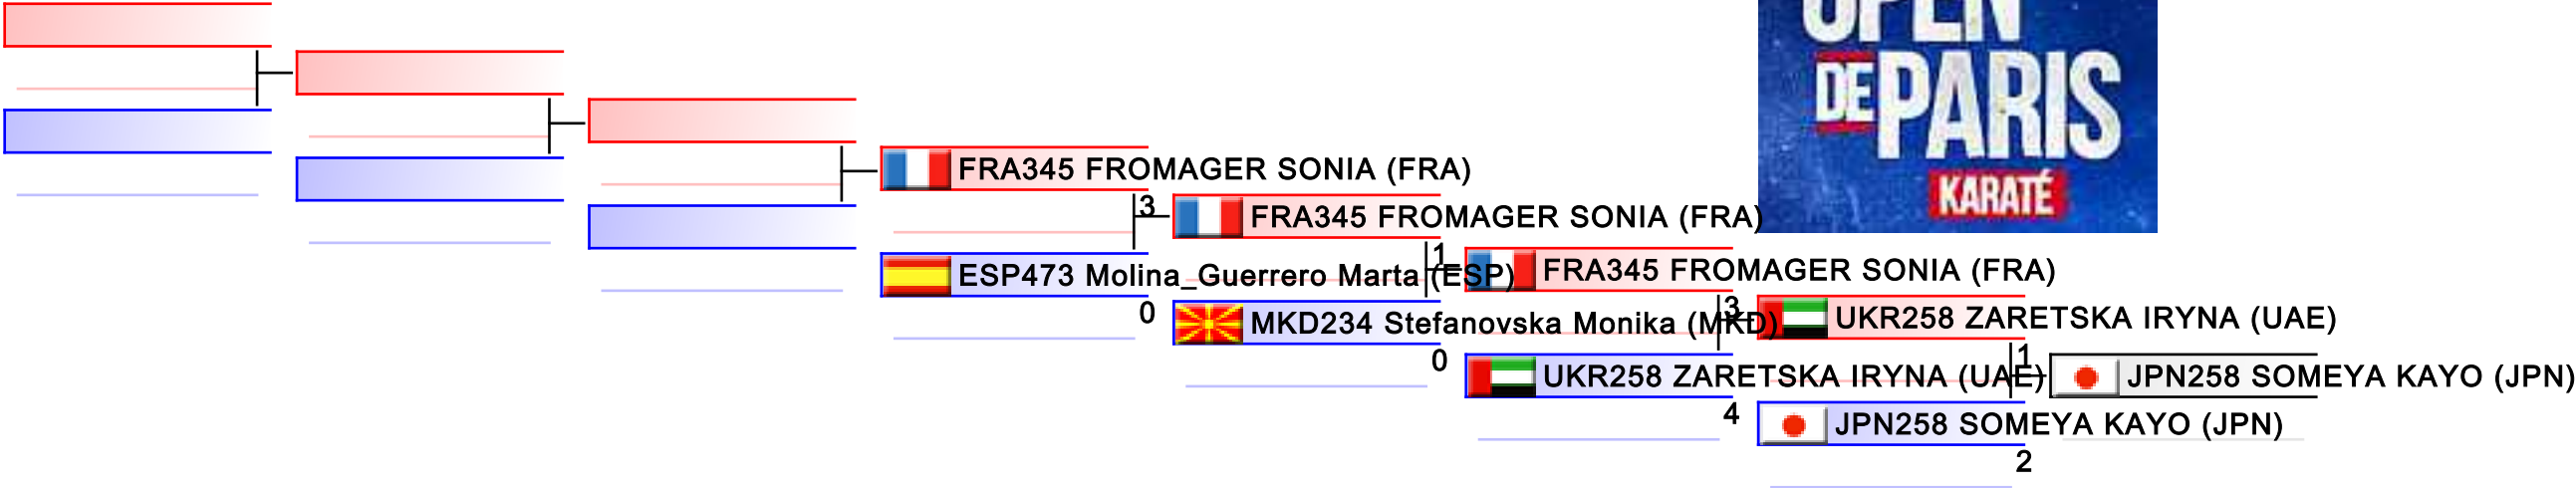 OPEN
DE PARIS
KARATÉ
FRA345 FROMAGER SONIA (FRA)
3
FRA345 FROMAGER SONIA (FRA)
ESP473 Molina_Guerrero Marta (ESP)
1
FRA345 FROMAGER SONIA (FRA)
0
MKD234 Stefanovska Monika (MKD)
3
UKR258 ZARETSKA IRYNA (UAE)
0
UKR258 ZARETSKA IRYNA (UAE)
1
JPN258 SOMEYA KAYO (JPN)
4
JPN258 SOMEYA KAYO (JPN)
2